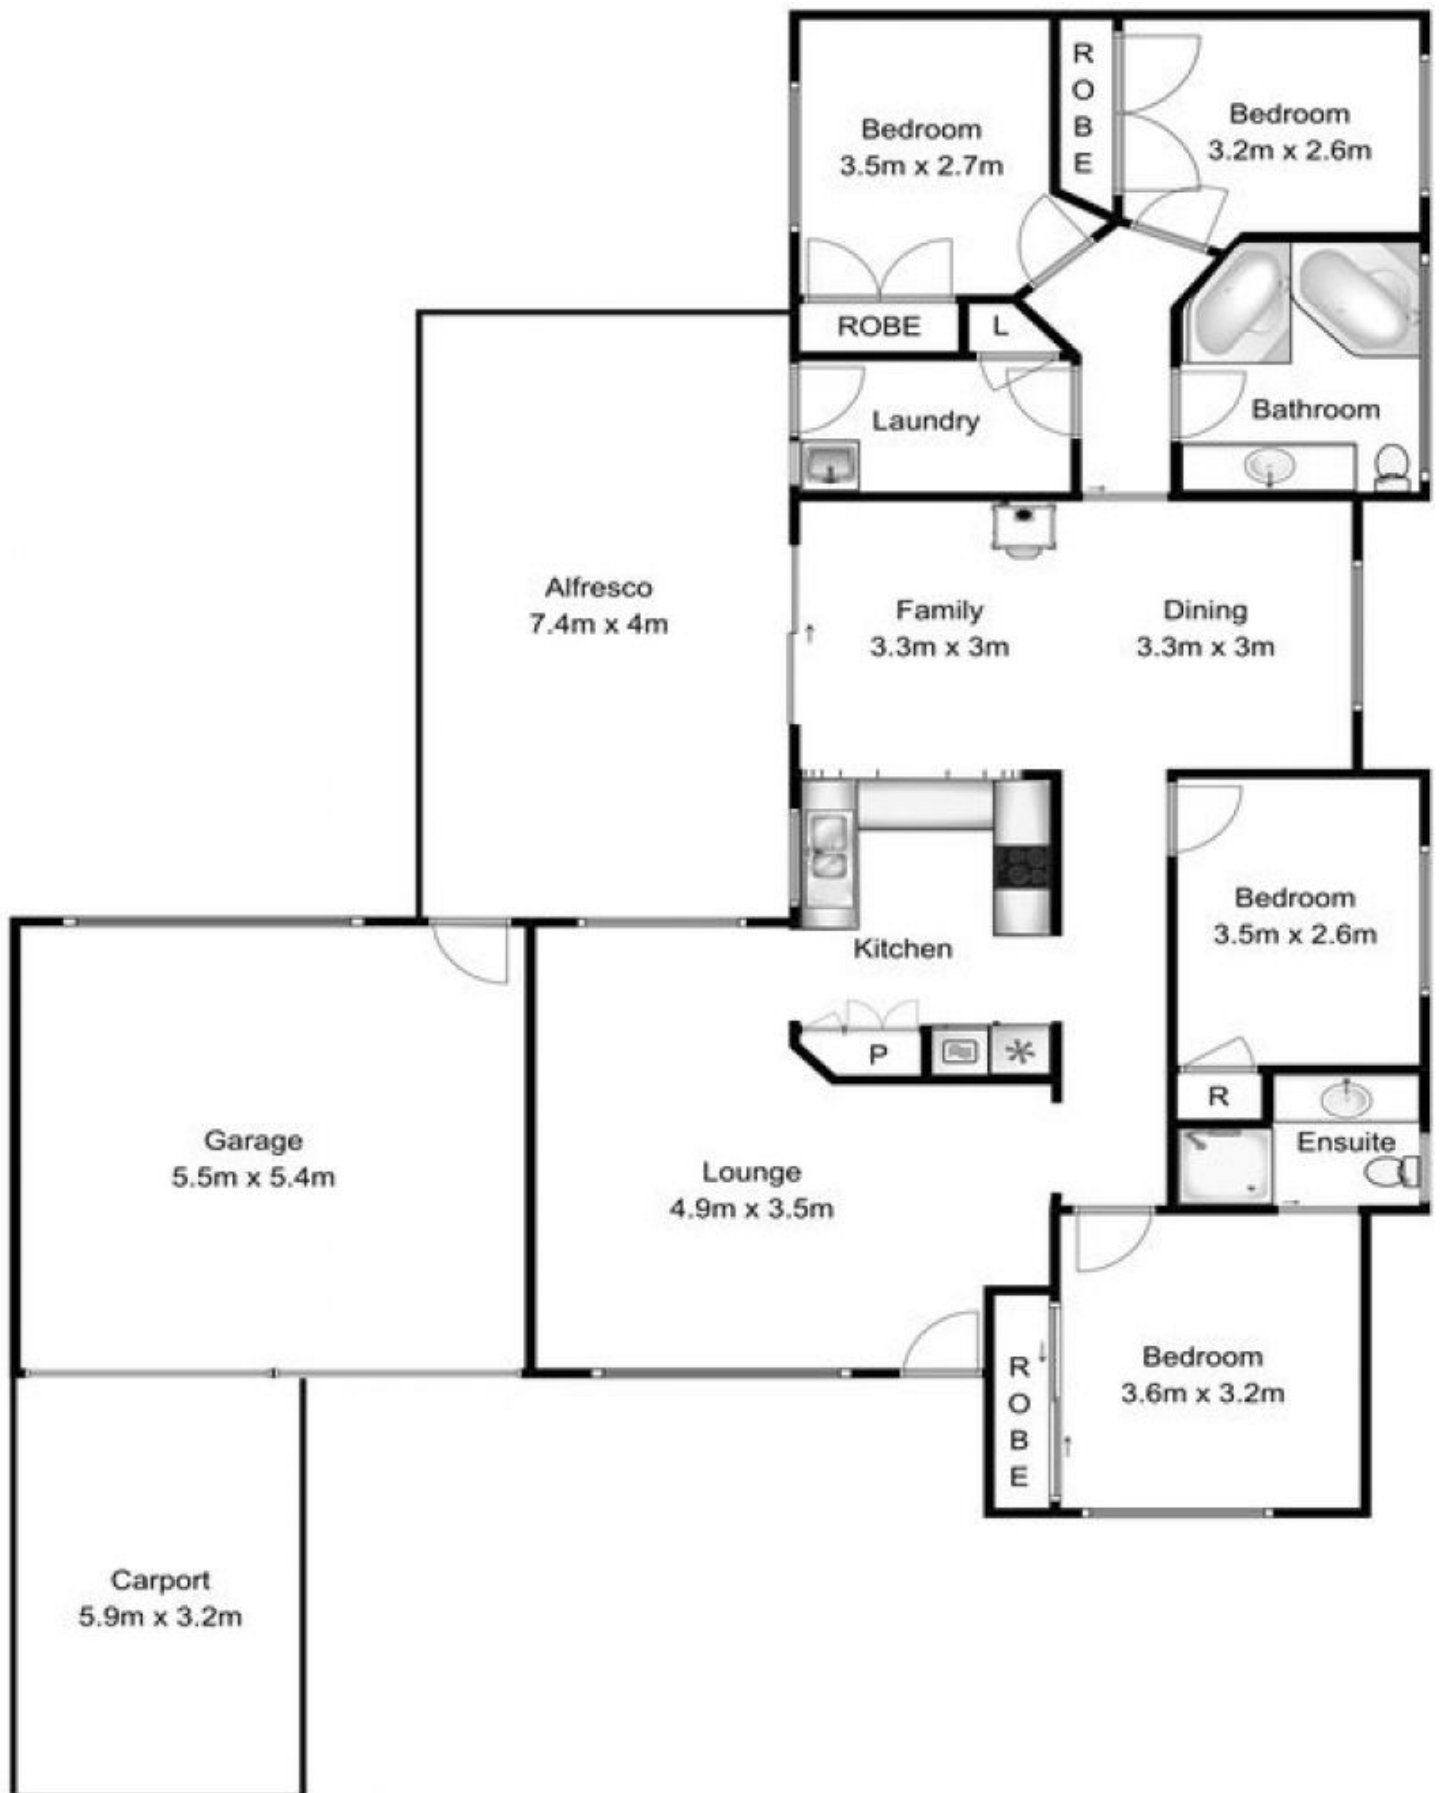 Bedroom
3.5m x 2.7m
R
O
B
E
Bedroom
3.2m x 2.6m
ROBE
L
Laundry
Bathroom
Alfresco
7.4m x 4m
Family
3.3m x 3m
Dining
3.3m x 3m
Kitchen
Bedroom
3.5m x 2.6m
P
R
Ensuite
Garage
5.5m x 5.4m
Lounge
4.9m x 3.5m
R
O
B
E
Bedroom
3.6m x 3.2m
Carport
5.9m x 3.2m